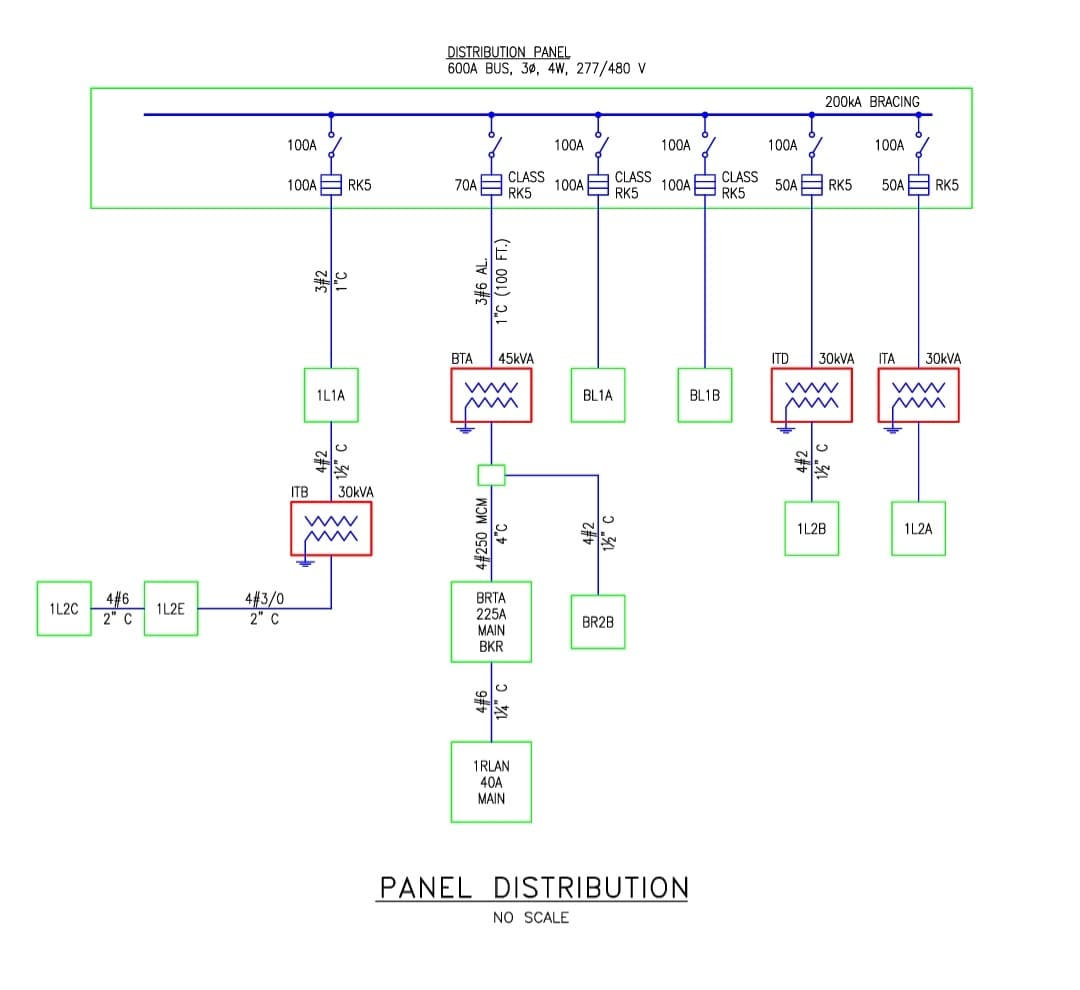 DISTRIBUTION PANEL
600A BUS, 3ø, 4W, 277/480 V
200kA BRACING
100A
100A
100A
100A
100A
100A
RK5
70A
CLASS
RK5
100A
CLASS
RK5
100A
CLASS
RK5
50A
RK5
50A
RK5
3#2
1"C
3#6 AL.
1"C (100 FT.)
BTA
45kVA
ITD
30kVA
ITA
30kVA
1L1A
BL1A
BL1B
4#2
1½" C
4#2
1½" C
ITB
30kVA
4#250 MCM
4"C
4#2
1½" C
1L2B
1L2A
1L2C
4#6
2" C
1L2E
4#3/0
2" C
BRTA
225A
MAIN
BKR
BR2B
4#6
1¼" C
1RLAN
40A
MAIN
PANEL DISTRIBUTION
NO SCALE